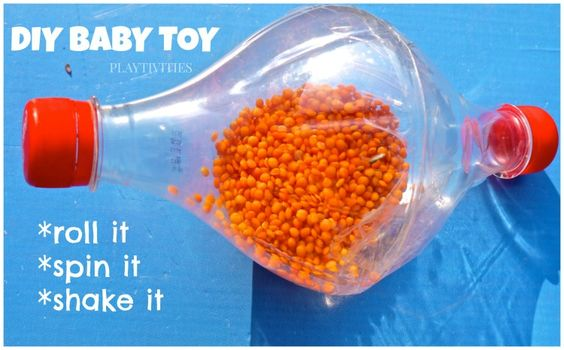 DIY BABY TOY
PLAYTIVITIES
*roll it
*spin it
*shake it